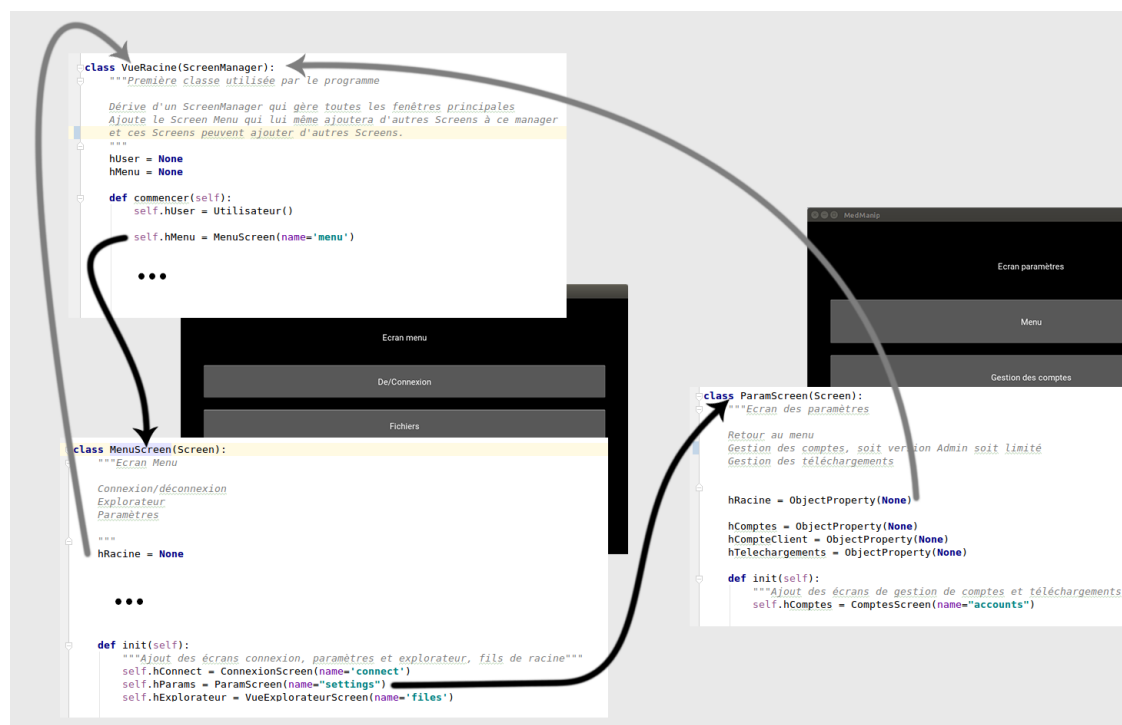 class VueRacine(ScreenManager):
"""Première classe utilisée par le programme
Dérive d'un ScreenManager qui gère toutes les fenêtres principales
Ajoute le Screen Menu qui lui même ajoutera d'autres Screens à ce manager
et ces Screens peuvent ajouter d'autres Screens.
"""
hUser = None
hMenu = None
def commencer(self):
self.hUser = Utilisateur()
self.hMenu = MenuScreen(name='menu')
...
Ecran menu
De/Connexion
Fichiers
class MenuScreen(Screen):
"""Ecran Menu
Connexion/déconnexion
Explorateur
Paramètres
"""
hRacine = None
...
def init(self):
"""Ajout des écrans connexion, paramètres et explorateur, fils de racine"""
self.hConnect = ConnexionScreen(name='connect')
self.hParams = ParamScreen(name="settings")
self.hExplorateur = VueExplorateurScreen(name='files')
MedManip
Ecran paramètres
Menu
Gestion des comptes
class ParamScreen(Screen):
"""Ecran des paramètres
Retour au menu
Gestion des comptes, soit version Admin soit limité
Gestion des téléchargements
hRacine = ObjectProperty(None)
hComptes = ObjectProperty(None)
hCompteClient = ObjectProperty(None)
hTelechargements = ObjectProperty(None)
def init(self):
"""Ajout des écrans de gestion de comptes et téléchargements
self.hComptes = ComptesScreen(name="accounts")